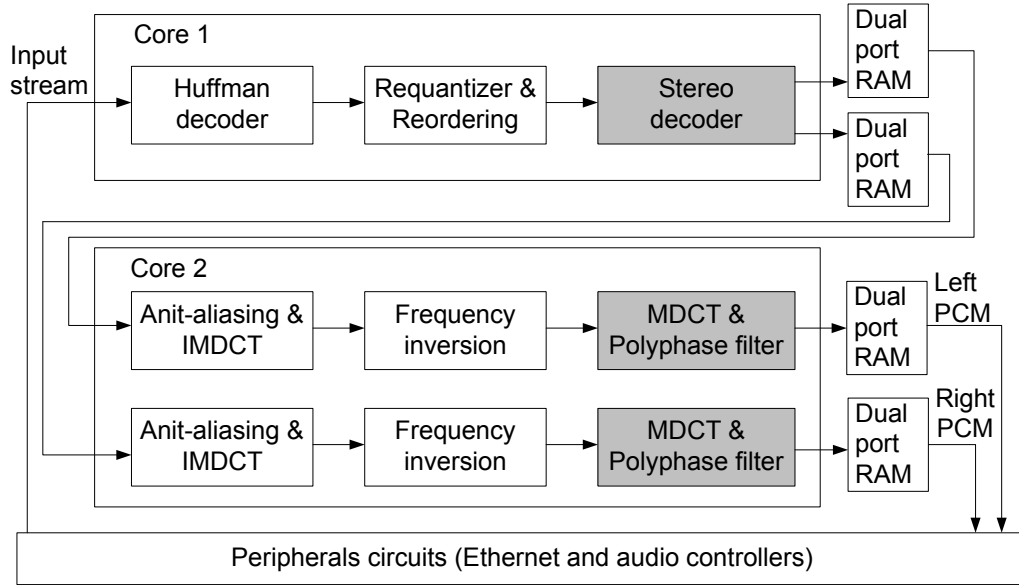 Core 1
Input
stream
Huffman
decoder
Requantizer &
Reordering
Stereo
decoder
Dual
port
RAM
Dual
port
RAM
Core 2
Anit-aliasing &
IMDCT
Frequency
inversion
MDCT &
Polyphase filter
Dual
port
RAM
Left
PCM
Anit-aliasing &
IMDCT
Frequency
inversion
MDCT &
Polyphase filter
Dual
port
RAM
Right
PCM
Peripherals circuits (Ethernet and audio controllers)